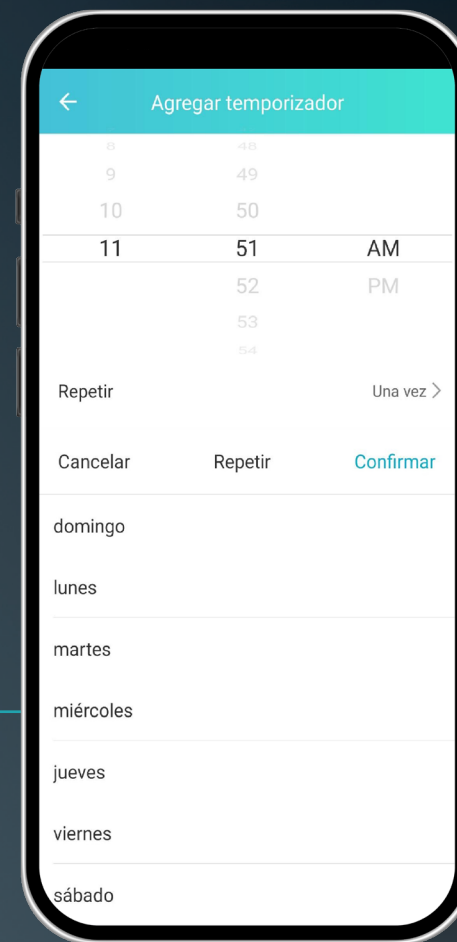 Agregar temporizador
8 48
9 49
10 50
11 51 AM
52 PM
53
54
Repetir Una vez
Cancelar Repetir Confirmar
domingo
lunes
martes
miércoles
jueves
viernes
sábado